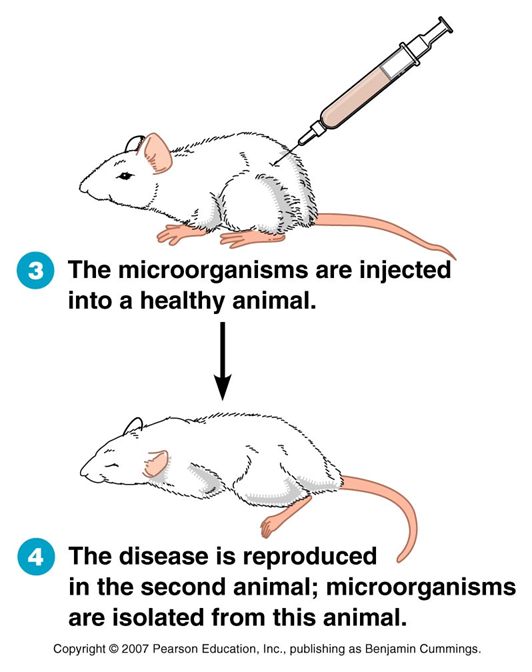 3 The microorganisms are injected
into a healthy animal.
4 The disease is reproduced
in the second animal; microorganisms
are isolated from this animal.
Copyright © 2007 Pearson Education, Inc., publishing as Benjamin Cummings.